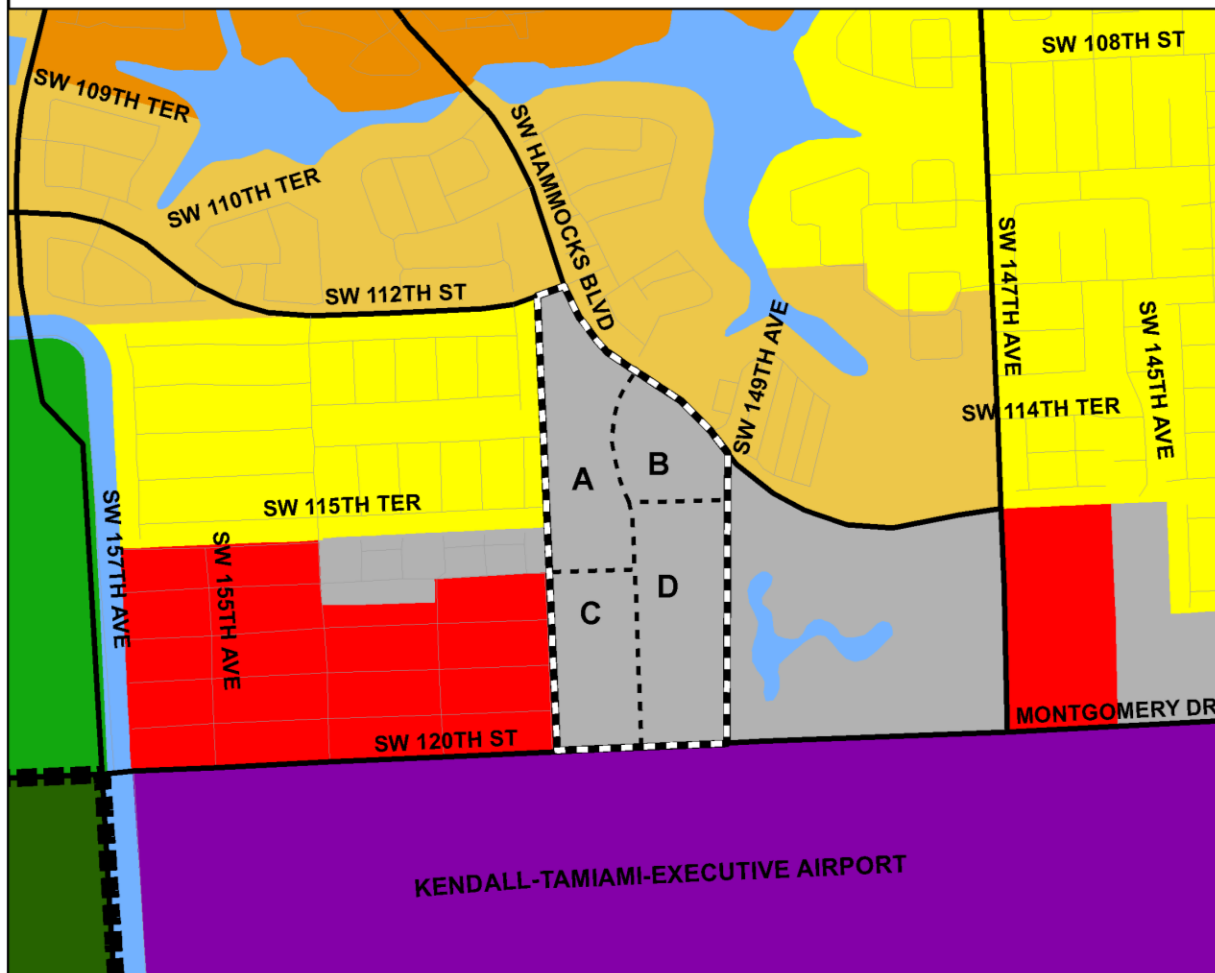 SW 108TH ST
SW 109TH TER
SW HAMMOCKS BLVD
SW 110TH TER
SW 147TH AVE
SW 112TH ST
SW 149TH AVE
SW 145TH AVE
SW 114TH TER
A
B
SW 115TH TER
SW 157TH AVE
SW 155TH AVE
D
C
MONTGOMERY DR
SW 120TH ST
KENDALL-TAMIAMI-EXECUTIVE AIRPORT